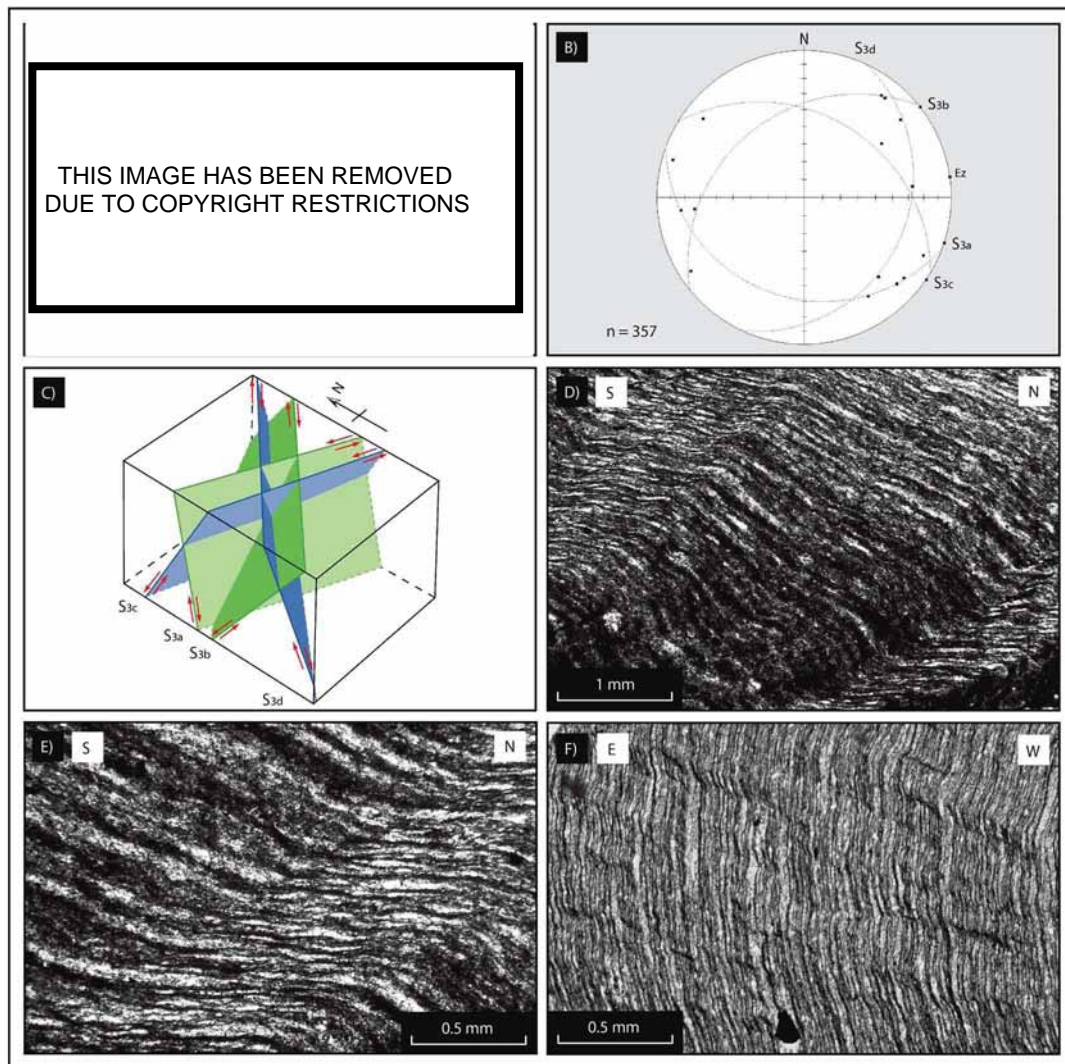 THIS IMAGE HAS BEEN REMOVED
DUE TO COPYRIGHT RESTRICTIONS
B)
N
S3d
S3b
Ez
S3a
S3c
n = 357
C)
N
S3c
S3a
S3b
S3d
D) S N
1 mm
E) S N
0.5 mm
F) E W
0.5 mm